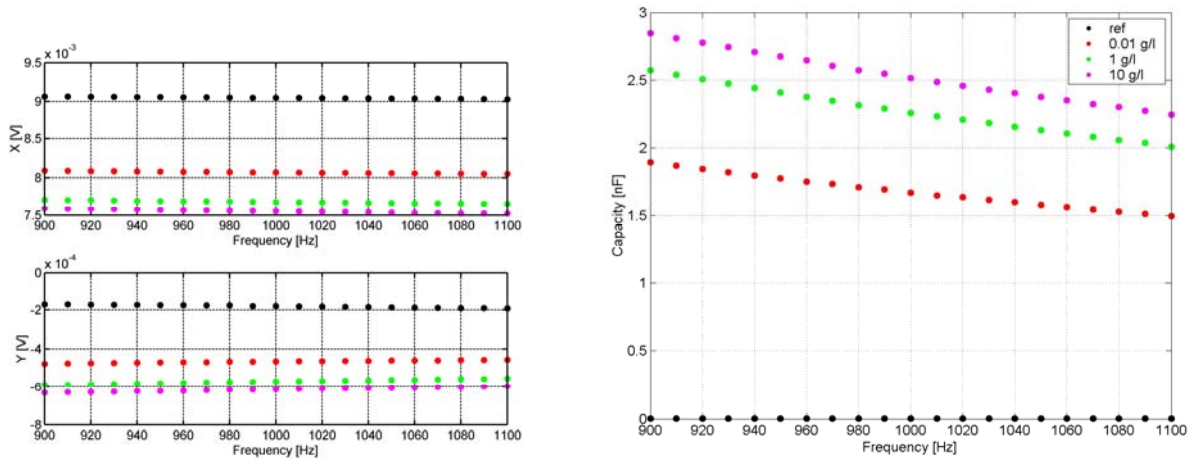 x 10⁻³
9.5
9
8.5
8
7.5
X [V]
900 920 940 960 980 1000 1020 1040 1060 1080 1100
Frequency [Hz]
x 10⁻⁴
0
-2
-4
-6
-8
Y [V]
900 920 940 960 980 1000 1020 1040 1060 1080 1100
Frequency [Hz]
3
2.5
2
1.5
1
0.5
0
Capacity [nF]
ref
0.01 g/l
1 g/l
10 g/l
900 920 940 960 980 1000 1020 1040 1060 1080 1100
Frequency [Hz]